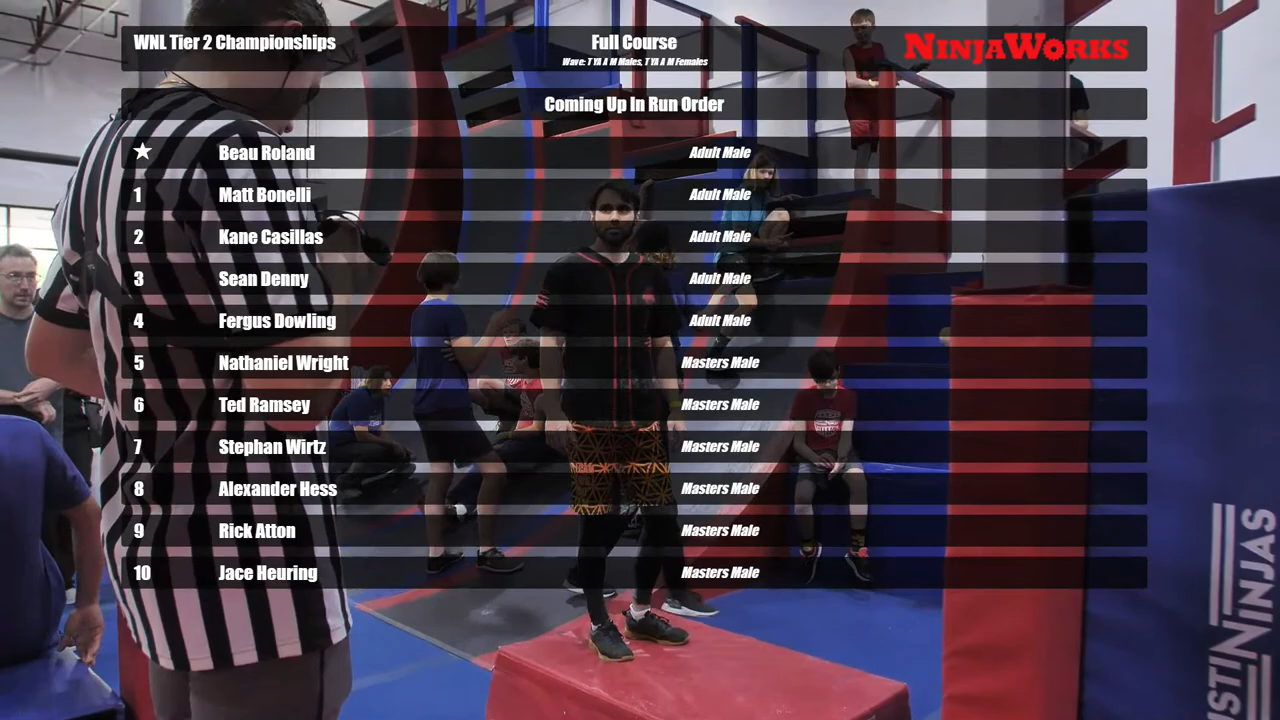 WNL Tier 2 Championships
Full Course
Wave: T YA A M Males, T YA A M Females
NINJAWORKS
Coming Up In Run Order
★ Beau Roland Adult Male
1 Matt Bonelli Adult Male
2 Kane Casillas Adult Male
3 Sean Denny Adult Male
4 Fergus Dowling Adult Male
5 Nathaniel Wright Masters Male
6 Ted Ramsey Masters Male
7 Stephan Wirtz Masters Male
8 Alexander Hess Masters Male
9 Rick Atton Masters Male
10 Jace Heuring Masters Male
NINJAS